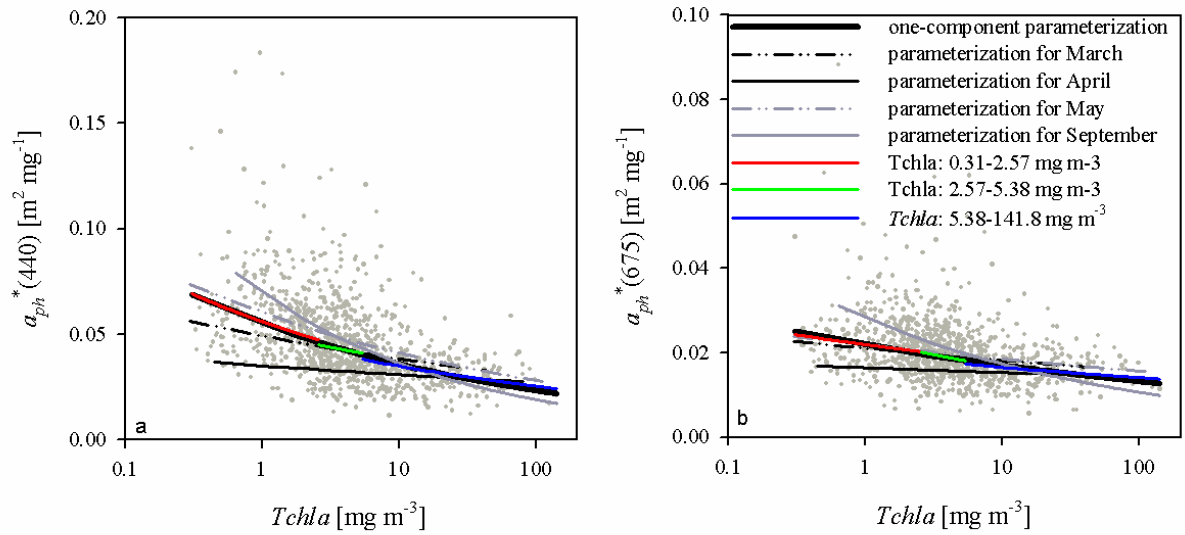 0.20
0.15
0.10
0.05
0.00
a_ph^*(440) [m^2 mg^-1]
a
0.1
1
10
100
Tchla [mg m^-3]
0.10
0.08
0.06
0.04
0.02
0.00
a_ph^*(675) [m^2 mg^-1]
one-component parameterization
parameterization for March
parameterization for April
parameterization for May
parameterization for September
Tchla: 0.31-2.57 mg m-3
Tchla: 2.57-5.38 mg m-3
Tchla: 5.38-141.8 mg m^-3
b
0.1
1
10
100
Tchla [mg m^-3]